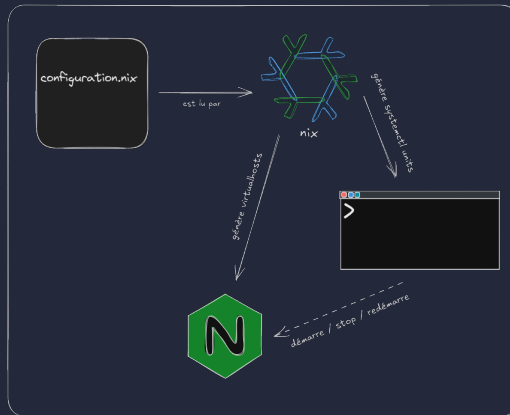 configuration.nix
est lu par
nix
génère systemctl units
génère virtualhosts
>
N
démarre / stop / redémarre